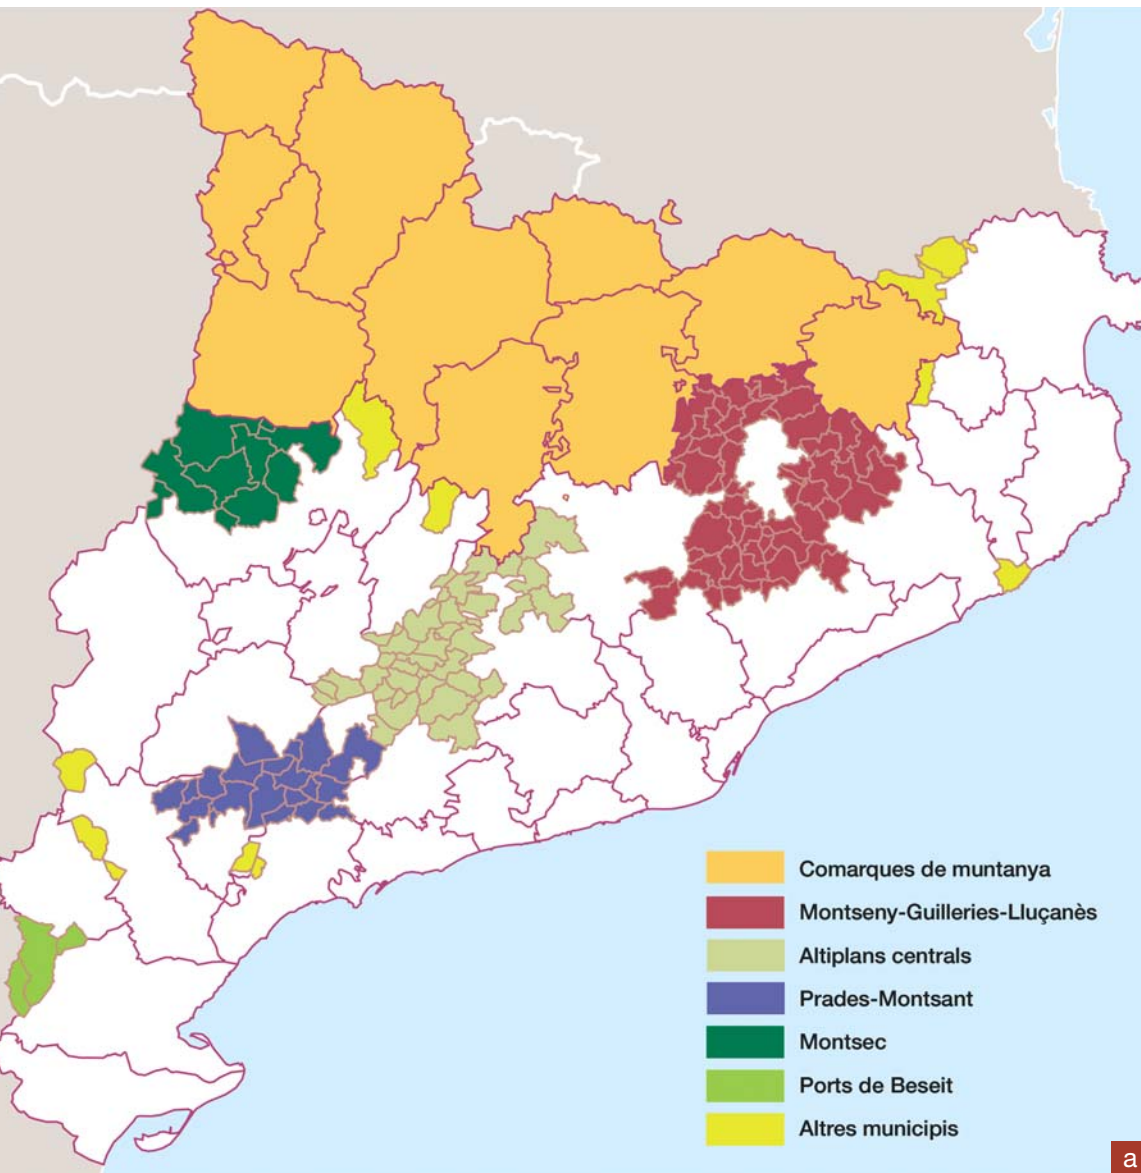 Comarques de muntanya
Montseny-Guilleries-Lluçanès
Altiplans centrals
Prades-Montsant
Montsec
Ports de Beseit
Altres municipis
a